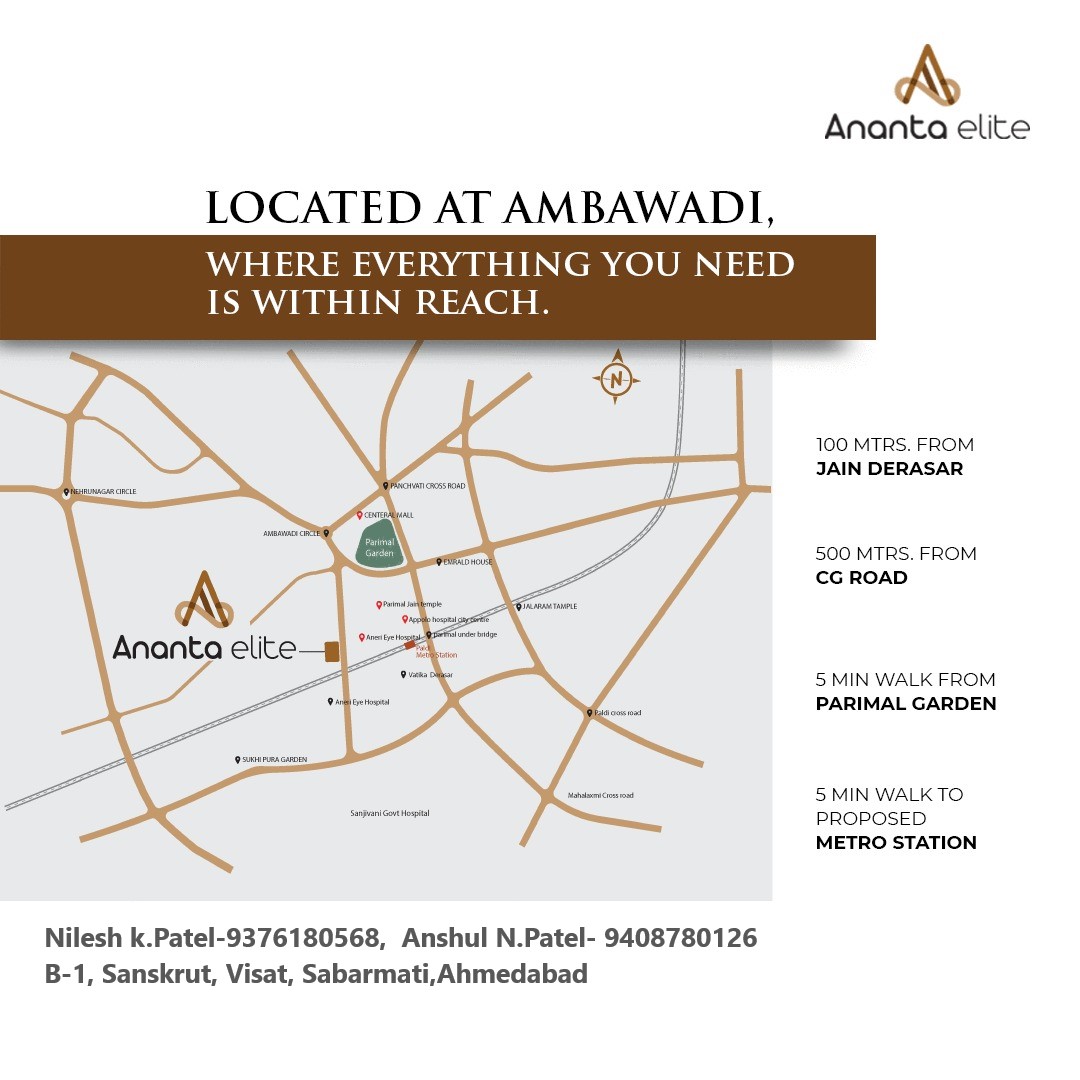 Ananta elite
LOCATED AT AMBAWADI,
WHERE EVERYTHING YOU NEED
IS WITHIN REACH.
N
NEHRUNAGAR CIRCLE
PANCHVATI CROSS ROAD
CENTERAL MALL
AMBAWADI CIRCLE
Parimal
Garden
EMRALD HOUSE
Parimal Jain temple
JALARAM TAMPLE
Appolo hospital city centre
Aneri Eye Hospital
parimal under bridge
Paldi
Metro Station
Ananta elite
Vatika Derasar
Aneri Eye Hospital
Paldi cross road
SUKHI PURA GARDEN
Mahalaxmi Cross road
Sanjivani Govt Hospital
100 MTRS. FROM
JAIN DERASAR
500 MTRS. FROM
CG ROAD
5 MIN WALK FROM
PARIMAL GARDEN
5 MIN WALK TO
PROPOSED
METRO STATION
Nilesh k.Patel-9376180568, Anshul N.Patel- 9408780126
B-1, Sanskrut, Visat, Sabarmati,Ahmedabad